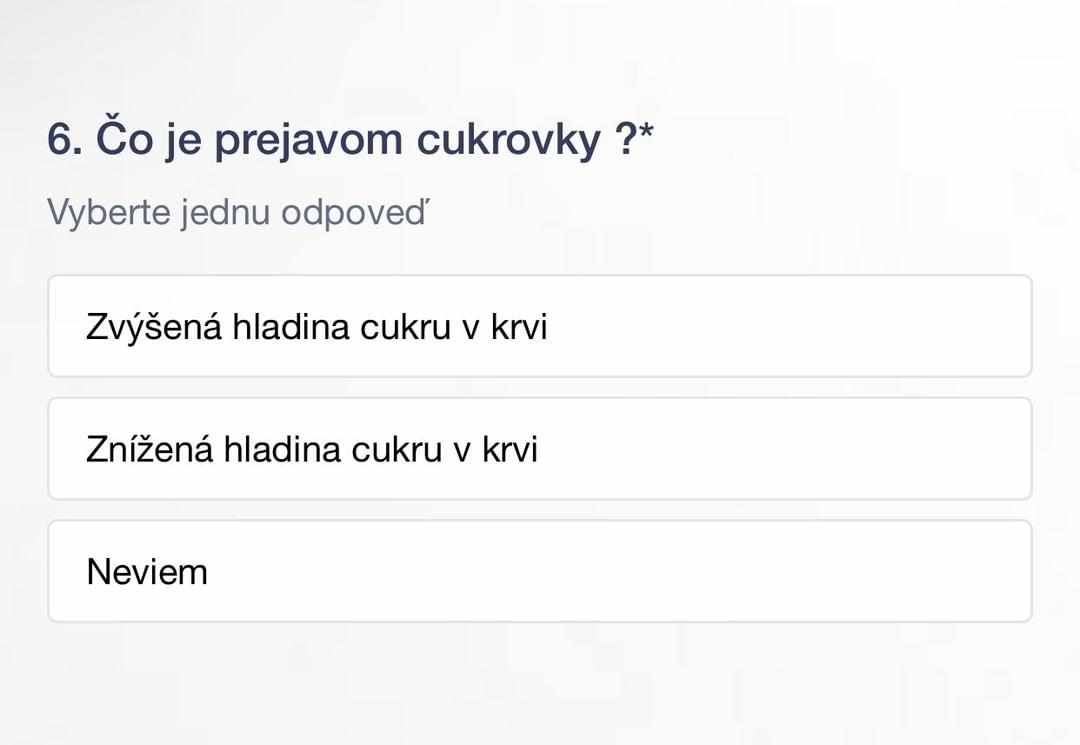 6. Čo je prejavom cukrovky ?*
Vyberte jednu odpoveď
Zvýšená hladina cukru v krvi
Znížená hladina cukru v krvi
Neviem